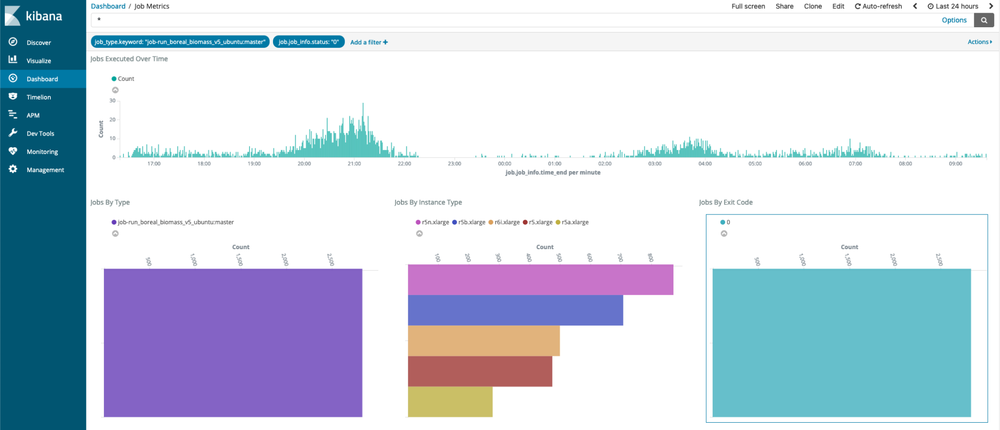 kibana
Discover
Visualize
Dashboard
Timelion
APM
Dev Tools
Monitoring
Management
Dashboard / Job Metrics
Full screen Share Clone Edit Auto-refresh Last 24 hours
*
Options
job_type.keyword: "job-run_boreal_biomass_v5_ubuntu:master" job.job_info.status: "0" Add a filter +
Actions
Jobs Executed Over Time
Count
30
20
10
0
Count
17:00 18:00 19:00 20:00 21:00 22:00 23:00 00:00 01:00 02:00 03:00 04:00 05:00 06:00 07:00 08:00 09:00
job.job_info.time_end per minute
Jobs By Type
job-run_boreal_biomass_v5_ubuntu:master
Count
500 1,000 1,500 2,000 2,500
Jobs By Instance Type
r5n.xlarge r5b.xlarge r6i.xlarge r5.xlarge r5a.xlarge
Count
100 200 300 400 500 600 700 800
Jobs By Exit Code
0
Count
500 1,000 1,500 2,000 2,500